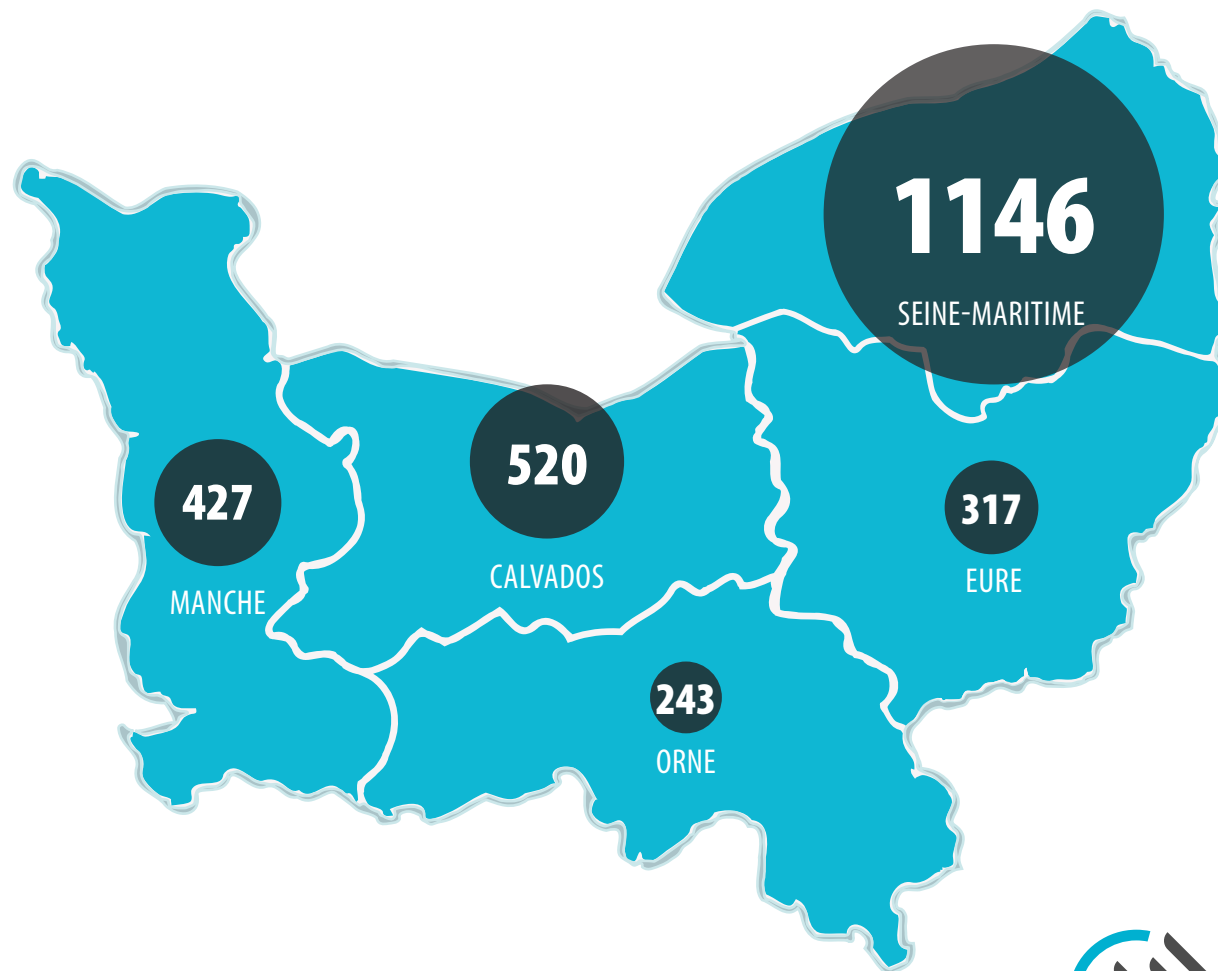 1146
SEINE-MARITIME
427
MANCHE
520
CALVADOS
317
EURE
243
ORNE